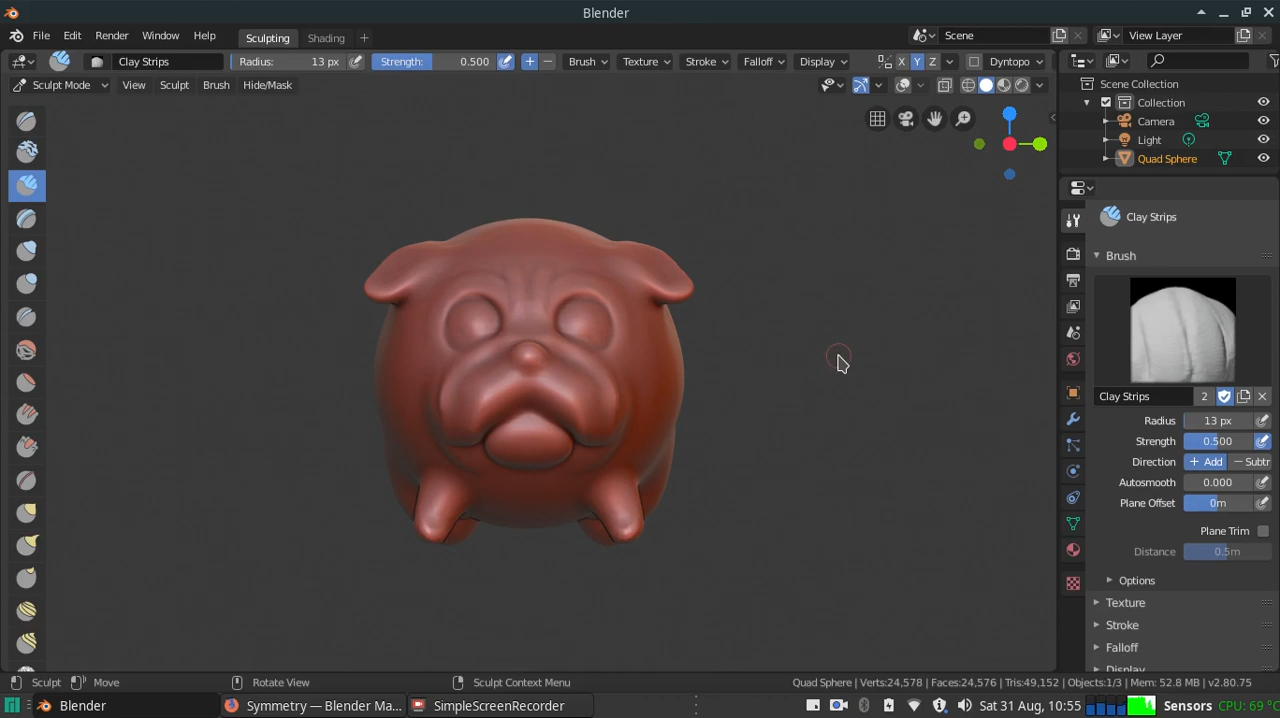 Blender
File Edit Render Window Help Sculpting Shading + Scene View Layer
Clay Strips Radius: 13 px Strength: 0.500 Brush Texture Stroke Falloff Display X Y Z Dyntopo
Sculpt Mode View Sculpt Brush Hide/Mask
Scene Collection
Collection
Camera
Light
Quad Sphere
Clay Strips
Brush
Clay Strips 2
Radius 13 px
Strength 0.500
Direction + Add − Subtr
Autosmooth 0.000
Plane Offset 0m
Plane Trim
Distance 0.5m
Options
Texture
Stroke
Falloff
Display
Sculpt Move Rotate View Sculpt Context Menu Quad Sphere | Verts:24,578 | Faces:24,576 | Tris:49,152 | Objects:1/3 | Mem: 52.8 MB | v2.80.75
Blender Symmetry — Blender Ma... SimpleScreenRecorder Sat 31 Aug, 10:55 Sensors CPU: 69 °C